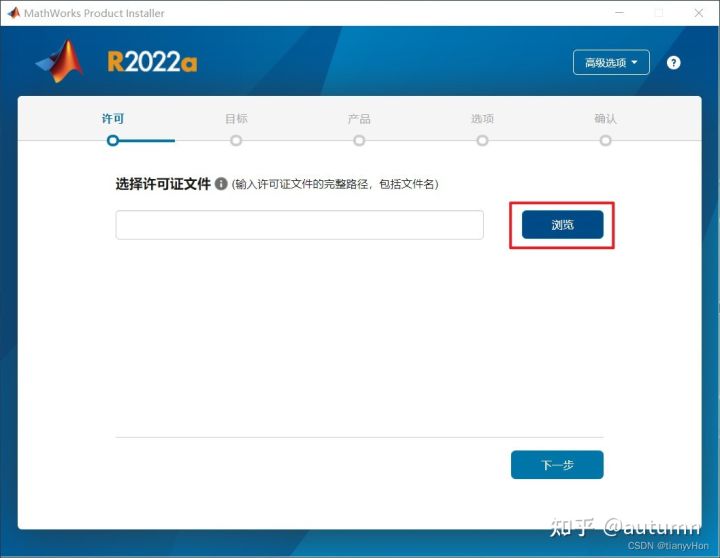 MathWorks Product Installer
R2022a
高级选项
?
许可
目标
产品
选项
确认
选择许可证文件 i (输入许可证文件的完整路径，包括文件名)
浏览
下一步
知乎 @autumn
CSDN @tianyvHon